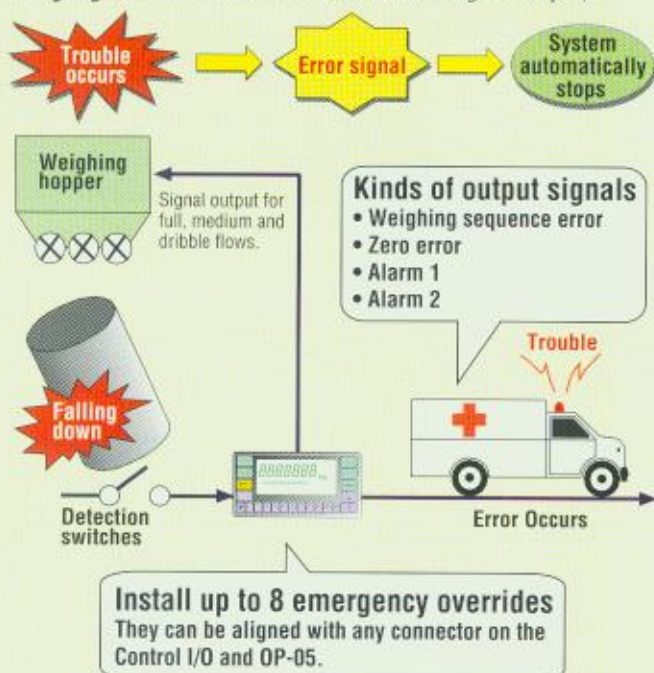 Trouble
occurs
Error signal
System
automatically
stops
Weighing
hopper
Signal output for
full, medium and
dribble flows.
Kinds of output signals
• Weighing sequence error
• Zero error
• Alarm 1
• Alarm 2
Trouble
Falling
down
Detection
switches
Error Occurs
Install up to 8 emergency overrides
They can be aligned with any connector on the
Control I/O and OP-05.